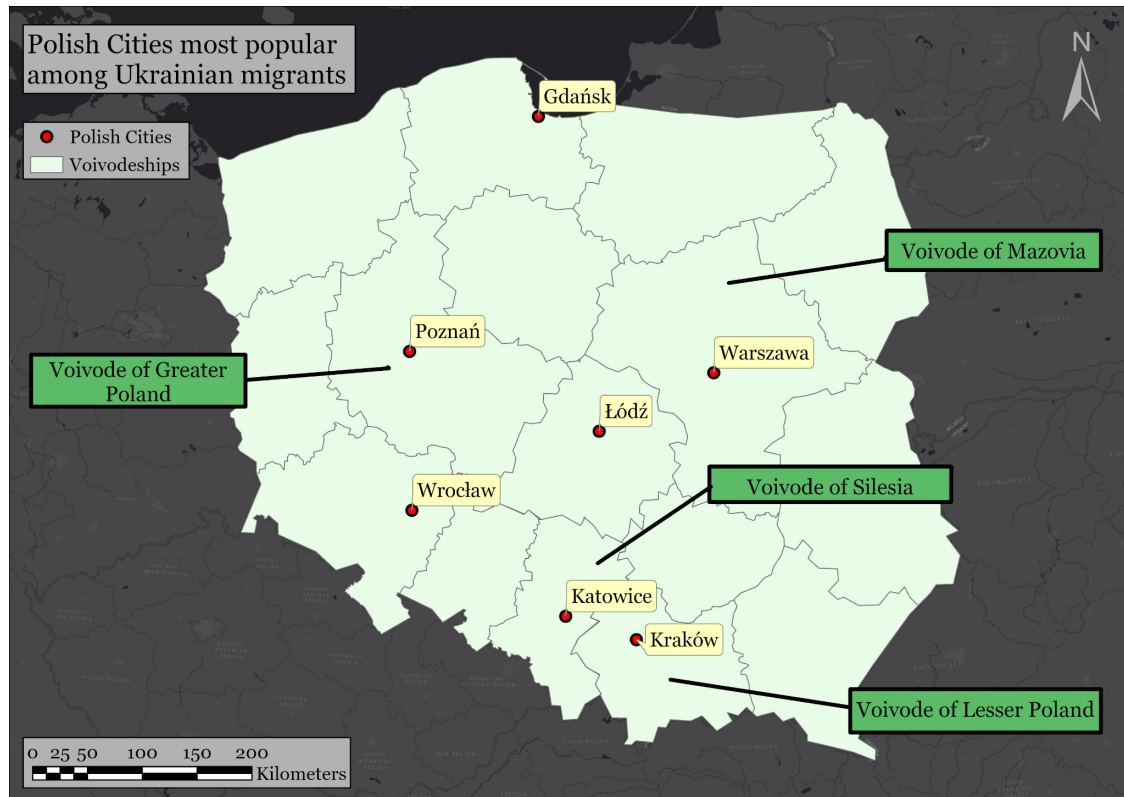 Polish Cities most popular
among Ukrainian migrants
N
Polish Cities
Voivodeships
Gdańsk
Voivode of Mazovia
Poznań
Warszawa
Voivode of Greater
Poland
Łódź
Wrocław
Voivode of Silesia
Katowice
Kraków
Voivode of Lesser Poland
0 25 50 100 150 200
Kilometers